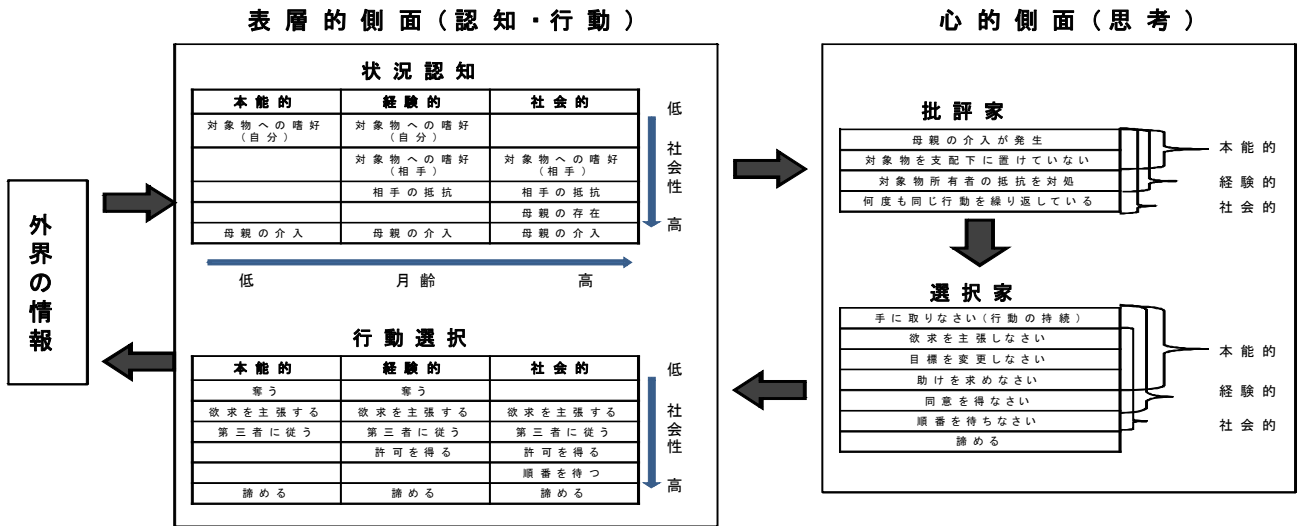 表層的側面(認知・行動)
心的側面(思考)
外界の情報
状況認知
本能的 経験的 社会的
対象物への嗜好(自分) 対象物への嗜好(自分)
対象物への嗜好(相手) 対象物への嗜好(相手)
相手の抵抗 相手の抵抗
母親の存在
母親の介入 母親の介入 母親の介入
低
社会性
高
低 月齢 高
行動選択
本能的 経験的 社会的
奪う 奪う
欲求を主張する 欲求を主張する 欲求を主張する
第三者に従う 第三者に従う 第三者に従う
許可を得る 許可を得る
順番を待つ
諦める 諦める 諦める
低
社会性
高
批評家
母親の介入が発生
対象物を支配下に置けていない
対象物所有者の抵抗を対処
何度も同じ行動を繰り返している
本能的
経験的
社会的
選択家
手に取りなさい(行動の持続)
欲求を主張しなさい
目標を変更しなさい
助けを求めなさい
同意を得なさい
順番を待ちなさい
諦める
本能的
経験的
社会的